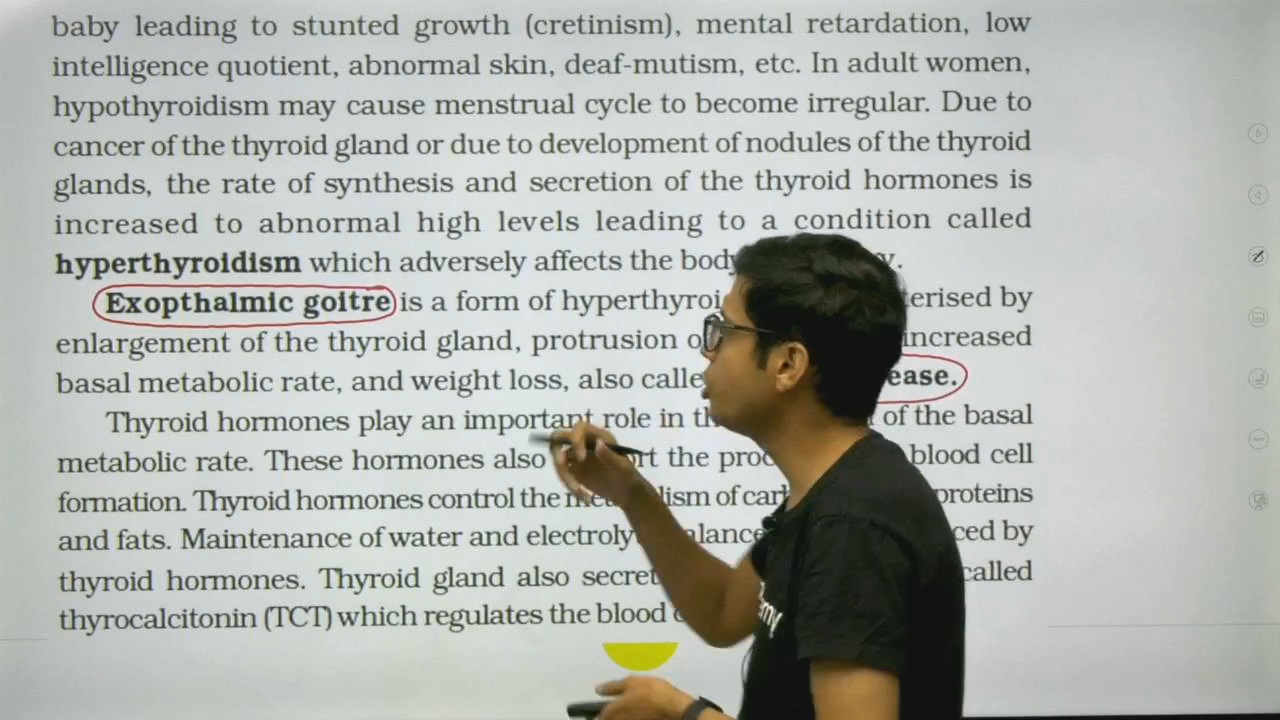 baby leading to stunted growth (cretinism), mental retardation, low
intelligence quotient, abnormal skin, deaf-mutism, etc. In adult women,
hypothyroidism may cause menstrual cycle to become irregular. Due to
cancer of the thyroid gland or due to development of nodules of the thyroid
glands, the rate of synthesis and secretion of the thyroid hormones is
increased to abnormal high levels leading to a condition called
hyperthyroidism which adversely affects the body
Exopthalmic goitre is a form of hyperthyroi terised by
enlargement of the thyroid gland, protrusion o increased
basal metabolic rate, and weight loss, also calle ease.
Thyroid hormones play an important role in th of the basal
metabolic rate. These hormones also rt the proc blood cell
formation. Thyroid hormones control the me lism of car proteins
and fats. Maintenance of water and electroly alance ced by
thyroid hormones. Thyroid gland also secret called
thyrocalcitonin (TCT) which regulates the blood